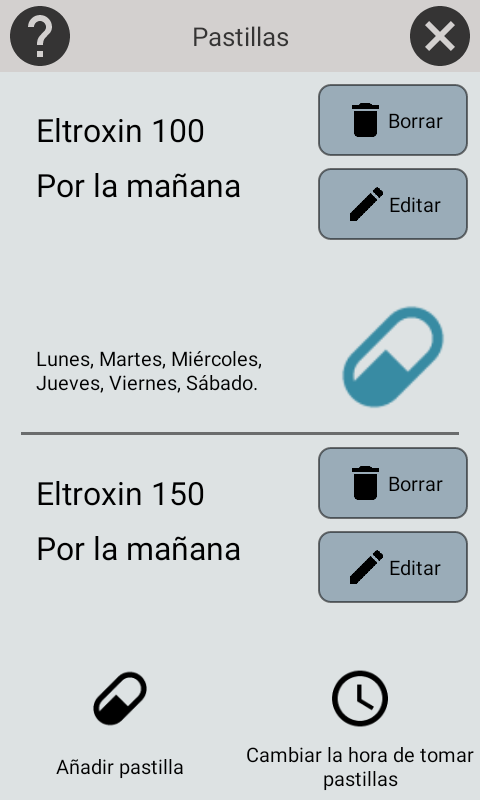 Pastillas
Eltroxin 100
Borrar
Por la mañana
Editar
Lunes, Martes, Miércoles,
Jueves, Viernes, Sábado.
Eltroxin 150
Borrar
Por la mañana
Editar
Añadir pastilla
Cambiar la hora de tomar
pastillas